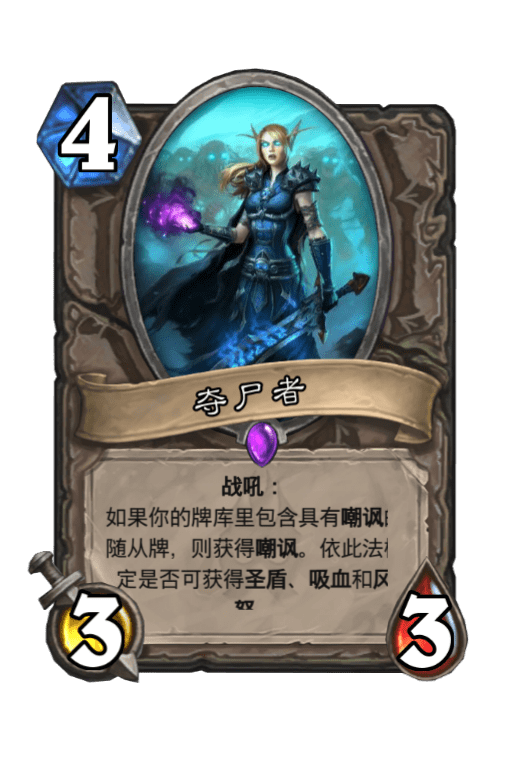 4
夺尸者
战吼：
如果你的牌库里包含具有嘲讽
随从牌，则获得嘲讽。依此法
定是否可获得圣盾、吸血和风
怒
3
3